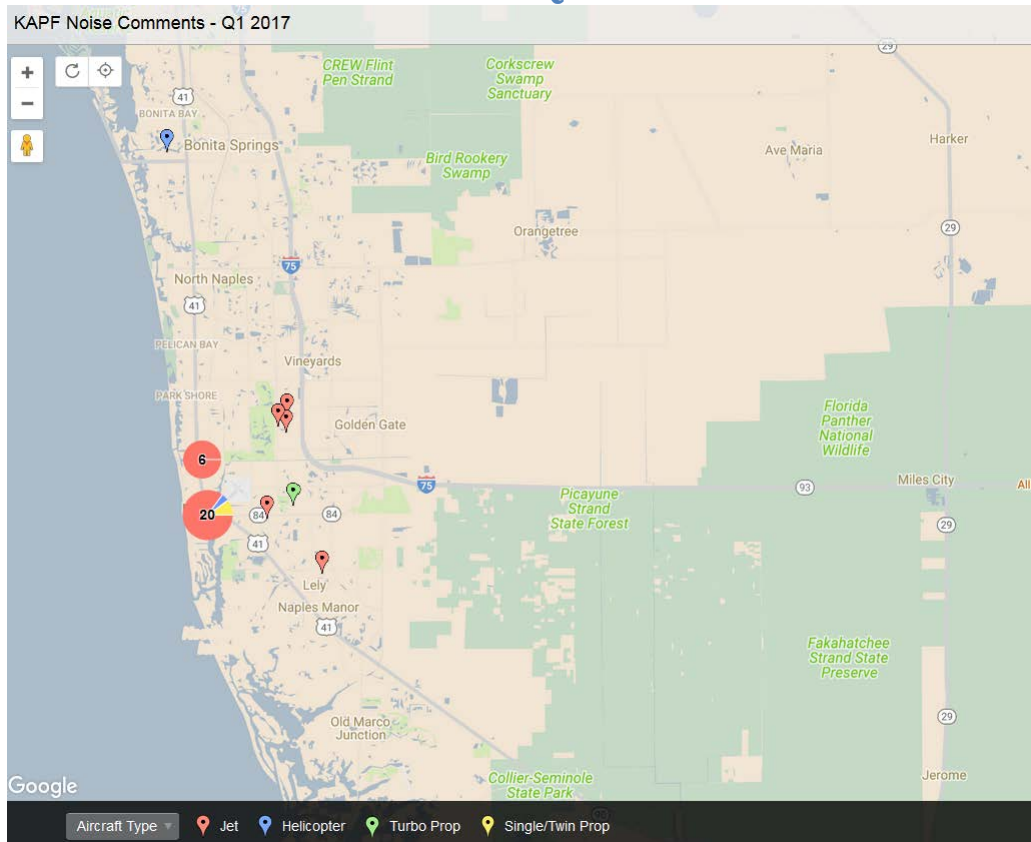 KAPF Noise Comments - Q1 2017
29
CREW Flint
Pen Strand
Corkscrew
Swamp
Sanctuary
+
−
41
BONITA BAY
Bonita Springs
Harker
Ave Maria
Bird Rookery
Swamp
Orangetree
29
75
North Naples
41
PELICAN BAY
Vineyards
PARK SHORE
Golden Gate
Florida
Panther
National
Wildlife
6
75
93
Miles City
All
Picayune
Strand
State Forest
20
84
84
29
41
Lely
Naples Manor
41
Fakahatchee
Strand State
Preserve
Old Marco
Junction
29
Collier-Seminole
State Park
Jerome
Google
Aircraft Type
Jet
Helicopter
Turbo Prop
Single/Twin Prop